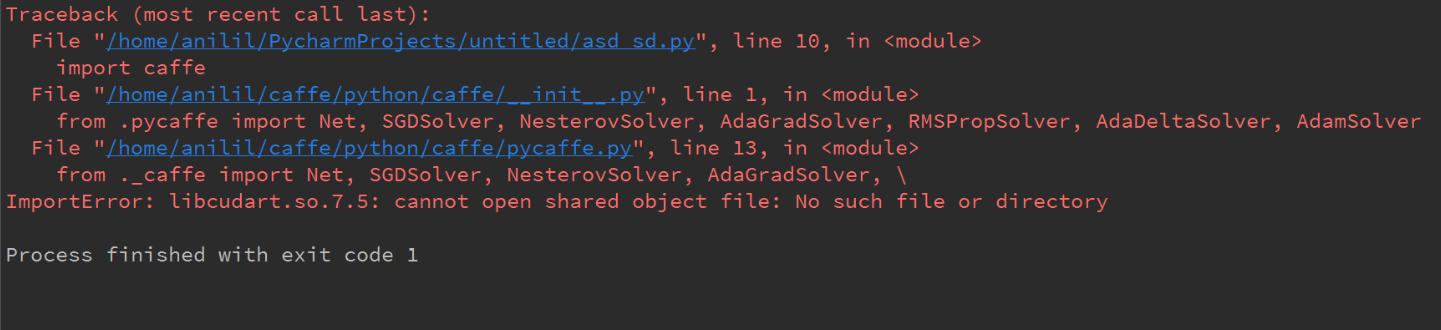 Traceback (most recent call last):
  File "/home/anilil/PycharmProjects/untitled/asd_sd.py", line 10, in <module>
    import caffe
  File "/home/anilil/caffe/python/caffe/__init__.py", line 1, in <module>
    from .pycaffe import Net, SGDSolver, NesterovSolver, AdaGradSolver, RMSPropSolver, AdaDeltaSolver, AdamSolver
  File "/home/anilil/caffe/python/caffe/pycaffe.py", line 13, in <module>
    from ._caffe import Net, SGDSolver, NesterovSolver, AdaGradSolver, \
ImportError: libcudart.so.7.5: cannot open shared object file: No such file or directory
Process finished with exit code 1